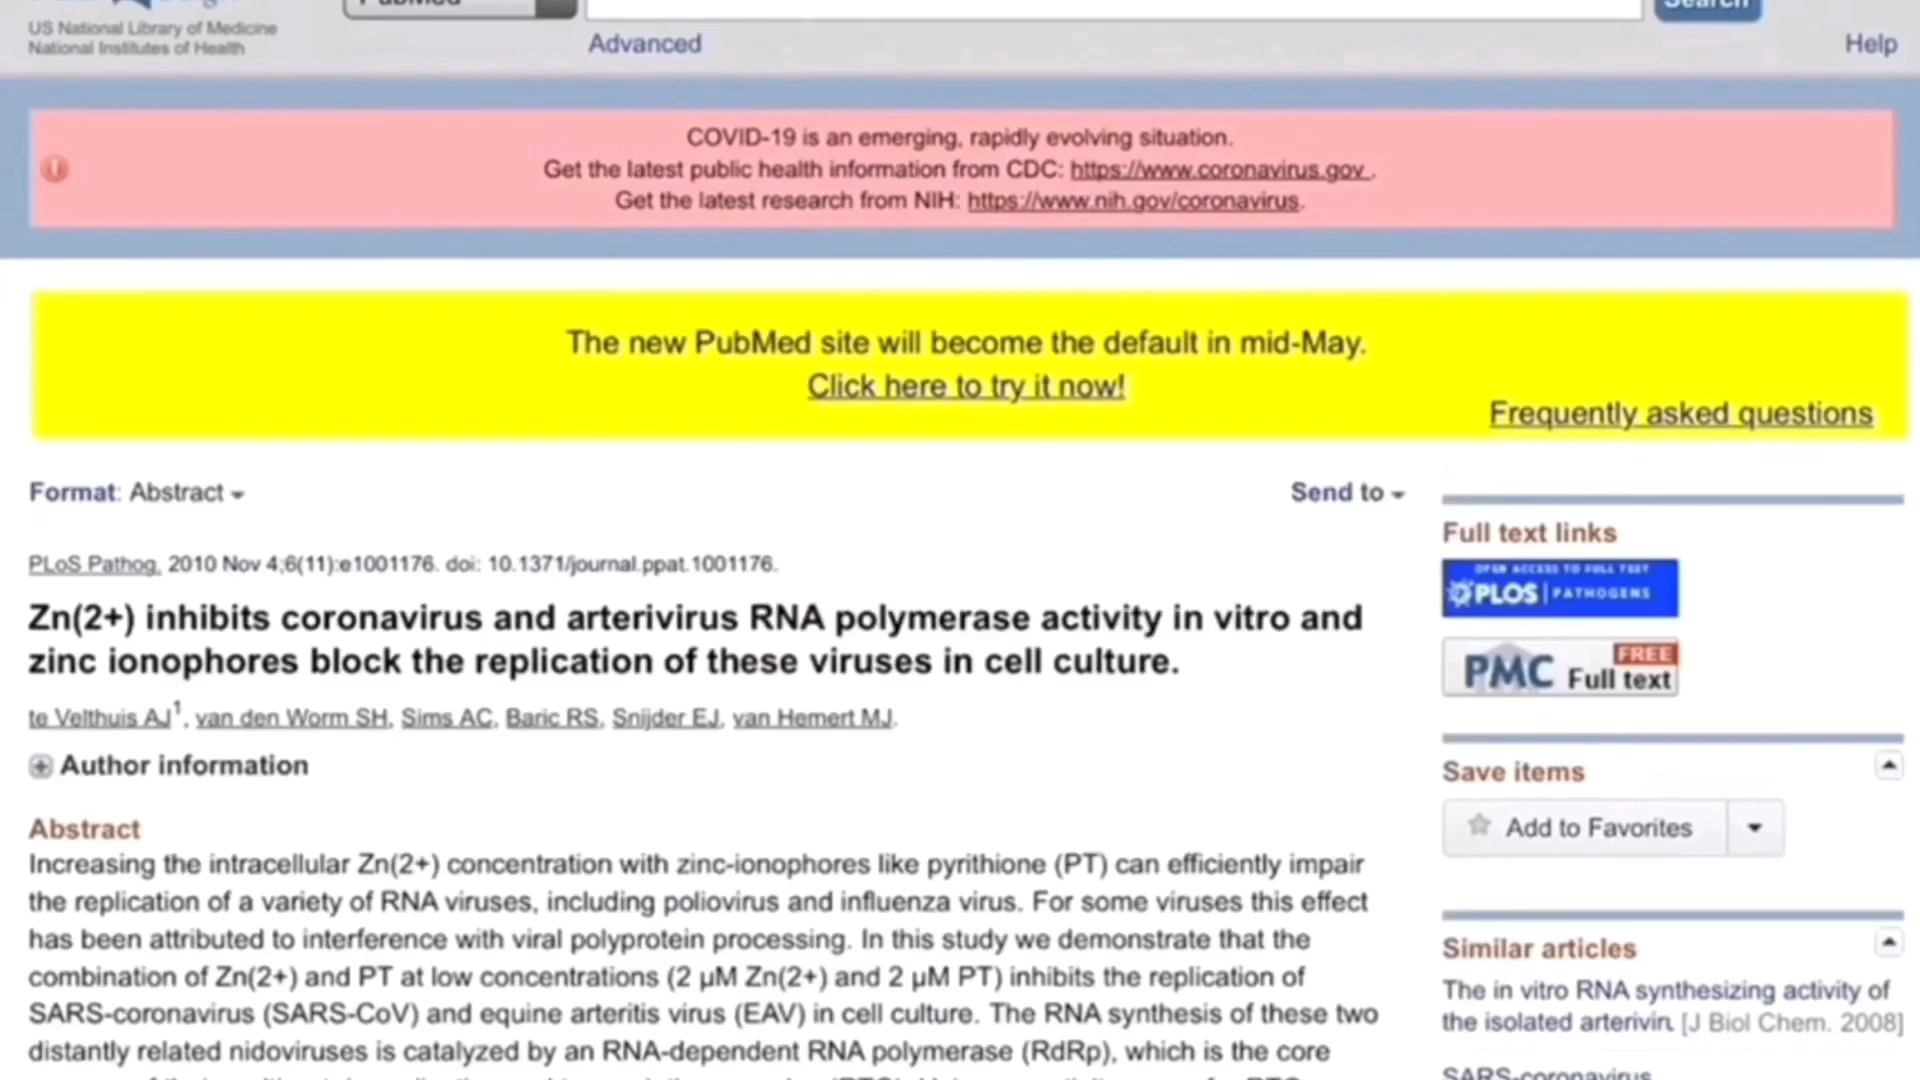 PubMed
Search
US National Library of Medicine
National Institutes of Health
Advanced
Help
COVID-19 is an emerging, rapidly evolving situation.
Get the latest public health information from CDC: https://www.coronavirus.gov .
Get the latest research from NIH: https://www.nih.gov/coronavirus.
The new PubMed site will become the default in mid-May.
Click here to try it now!
Frequently asked questions
Format: Abstract
Send to
PLoS Pathog. 2010 Nov 4;6(11):e1001176. doi: 10.1371/journal.ppat.1001176.
Zn(2+) inhibits coronavirus and arterivirus RNA polymerase activity in vitro and
zinc ionophores block the replication of these viruses in cell culture.
te Velthuis AJ1, van den Worm SH, Sims AC, Baric RS, Snijder EJ, van Hemert MJ.
Author information
Abstract
Increasing the intracellular Zn(2+) concentration with zinc-ionophores like pyrithione (PT) can efficiently impair
the replication of a variety of RNA viruses, including poliovirus and influenza virus. For some viruses this effect
has been attributed to interference with viral polyprotein processing. In this study we demonstrate that the
combination of Zn(2+) and PT at low concentrations (2 µM Zn(2+) and 2 µM PT) inhibits the replication of
SARS-coronavirus (SARS-CoV) and equine arteritis virus (EAV) in cell culture. The RNA synthesis of these two
distantly related nidoviruses is catalyzed by an RNA-dependent RNA polymerase (RdRp), which is the core
Full text links
OPEN ACCESS TO FULL TEXT
PLOS | PATHOGENS
PMC FREE Full text
Save items
Add to Favorites
Similar articles
The in vitro RNA synthesizing activity of
the isolated arterivir [J Biol Chem. 2008]
SARS-coronavirus